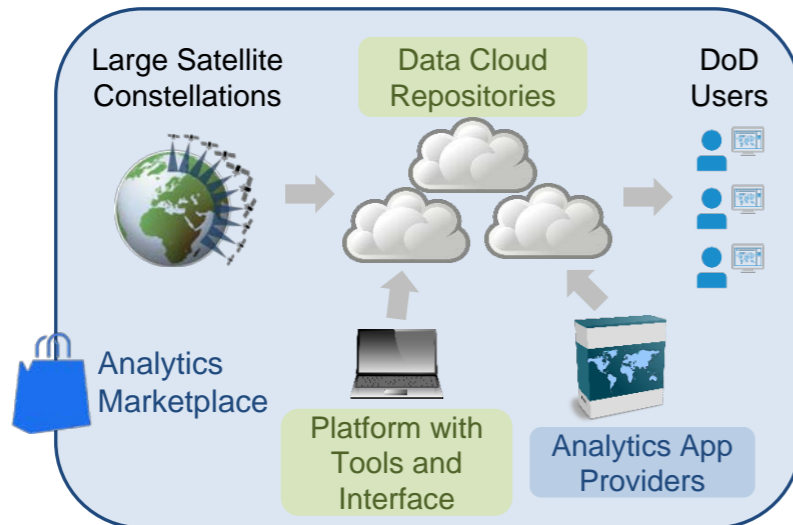 Large Satellite
Constellations
Data Cloud
Repositories
DoD
Users
Analytics
Marketplace
Platform with
Tools and
Interface
Analytics App
Providers